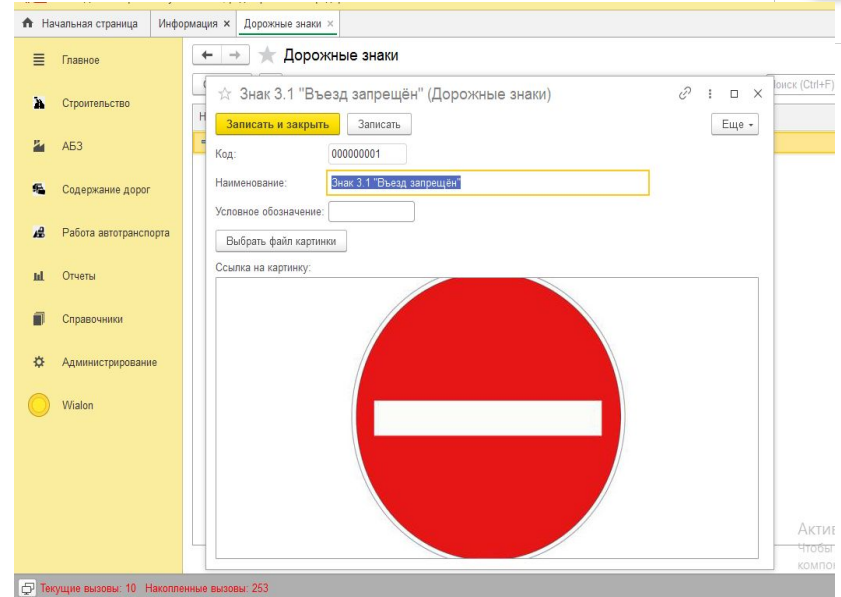 Начальная страница Информация × Дорожные знаки ×
Главное
Строительство
АБЗ
Содержание дорог
Работа автотранспорта
Отчеты
Справочники
Администрирование
Wialon
Дорожные знаки
(Ctrl+F)
Знак 3.1 "Въезд запрещён" (Дорожные знаки)
Записать и закрыть Записать Еще
Код: 000000001
Наименование: Знак 3.1 "Въезд запрещён"
Условное обозначение:
Выбрать файл картинки
Ссылка на картинку:
Чтобы
Текущие вызовы: 10 Накопленные вызовы: 253